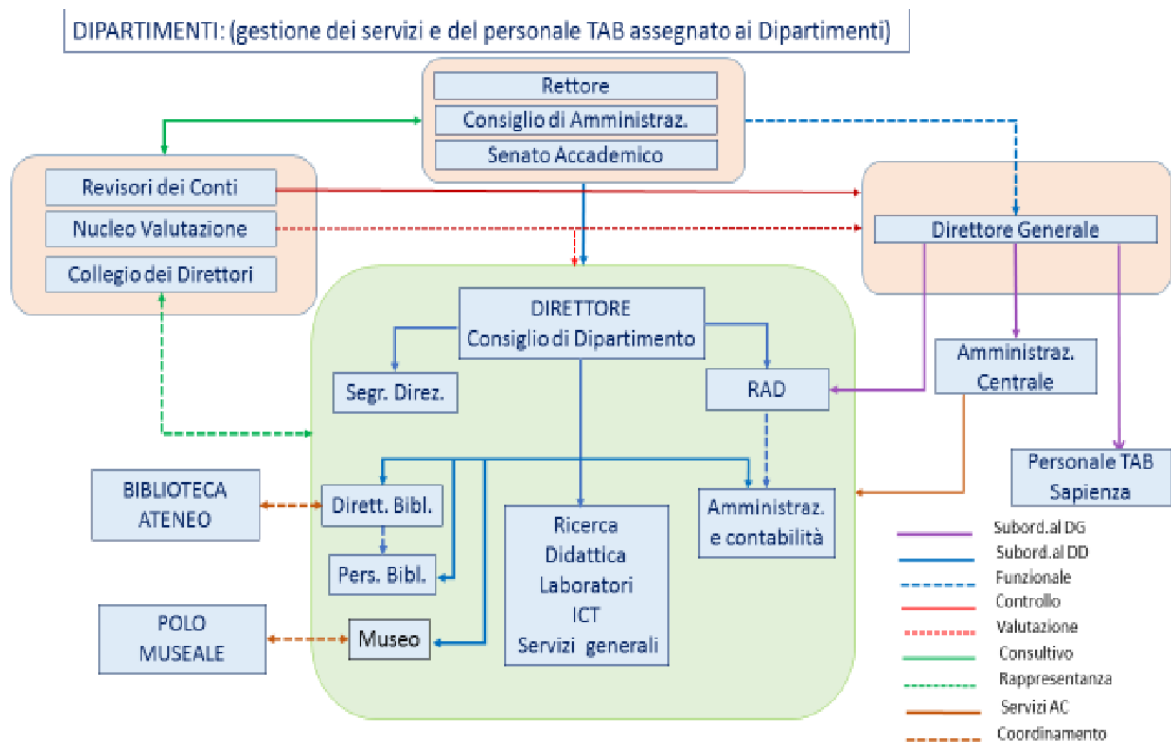 DIPARTIMENTI: (gestione dei servizi e del personale TAB assegnato ai Dipartimenti)
Rettore
Consiglio di Amministraz.
Senato Accademico
Revisori dei Conti
Nucleo Valutazione
Collegio dei Direttori
Direttore Generale
DIRETTORE
Consiglio di Dipartimento
Segr. Direz.
RAD
Amministraz.
Centrale
Personale TAB
Sapienza
BIBLIOTECA
ATENEO
Dirett. Bibl.
Pers. Bibl.
Ricerca
Didattica
Laboratori
ICT
Servizi generali
Amministraz.
e contabilità
POLO
MUSEALE
Museo
Subord.al DG
Subord.al DD
Funzionale
Controllo
Valutazione
Consultivo
Rappresentanza
Servizi AC
Coordinamento